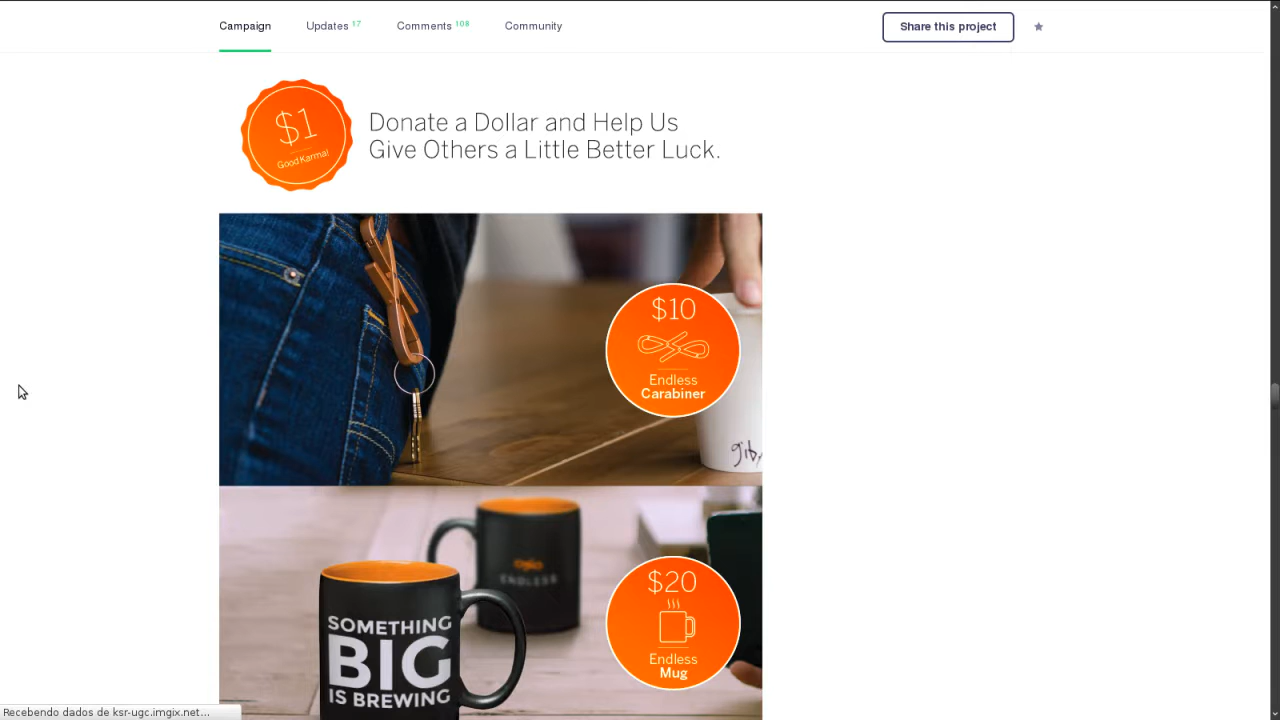 Campaign
Updates 17
Comments 108
Community
Share this project
$1
Good Karma!
Donate a Dollar and Help Us
Give Others a Little Better Luck.
$10
Endless
Carabiner
gib
ENDLESS
SOMETHING
BIG
IS BREWING
$20
Endless
Mug
Recebendo dados de ksr-ugc.imgix.net...